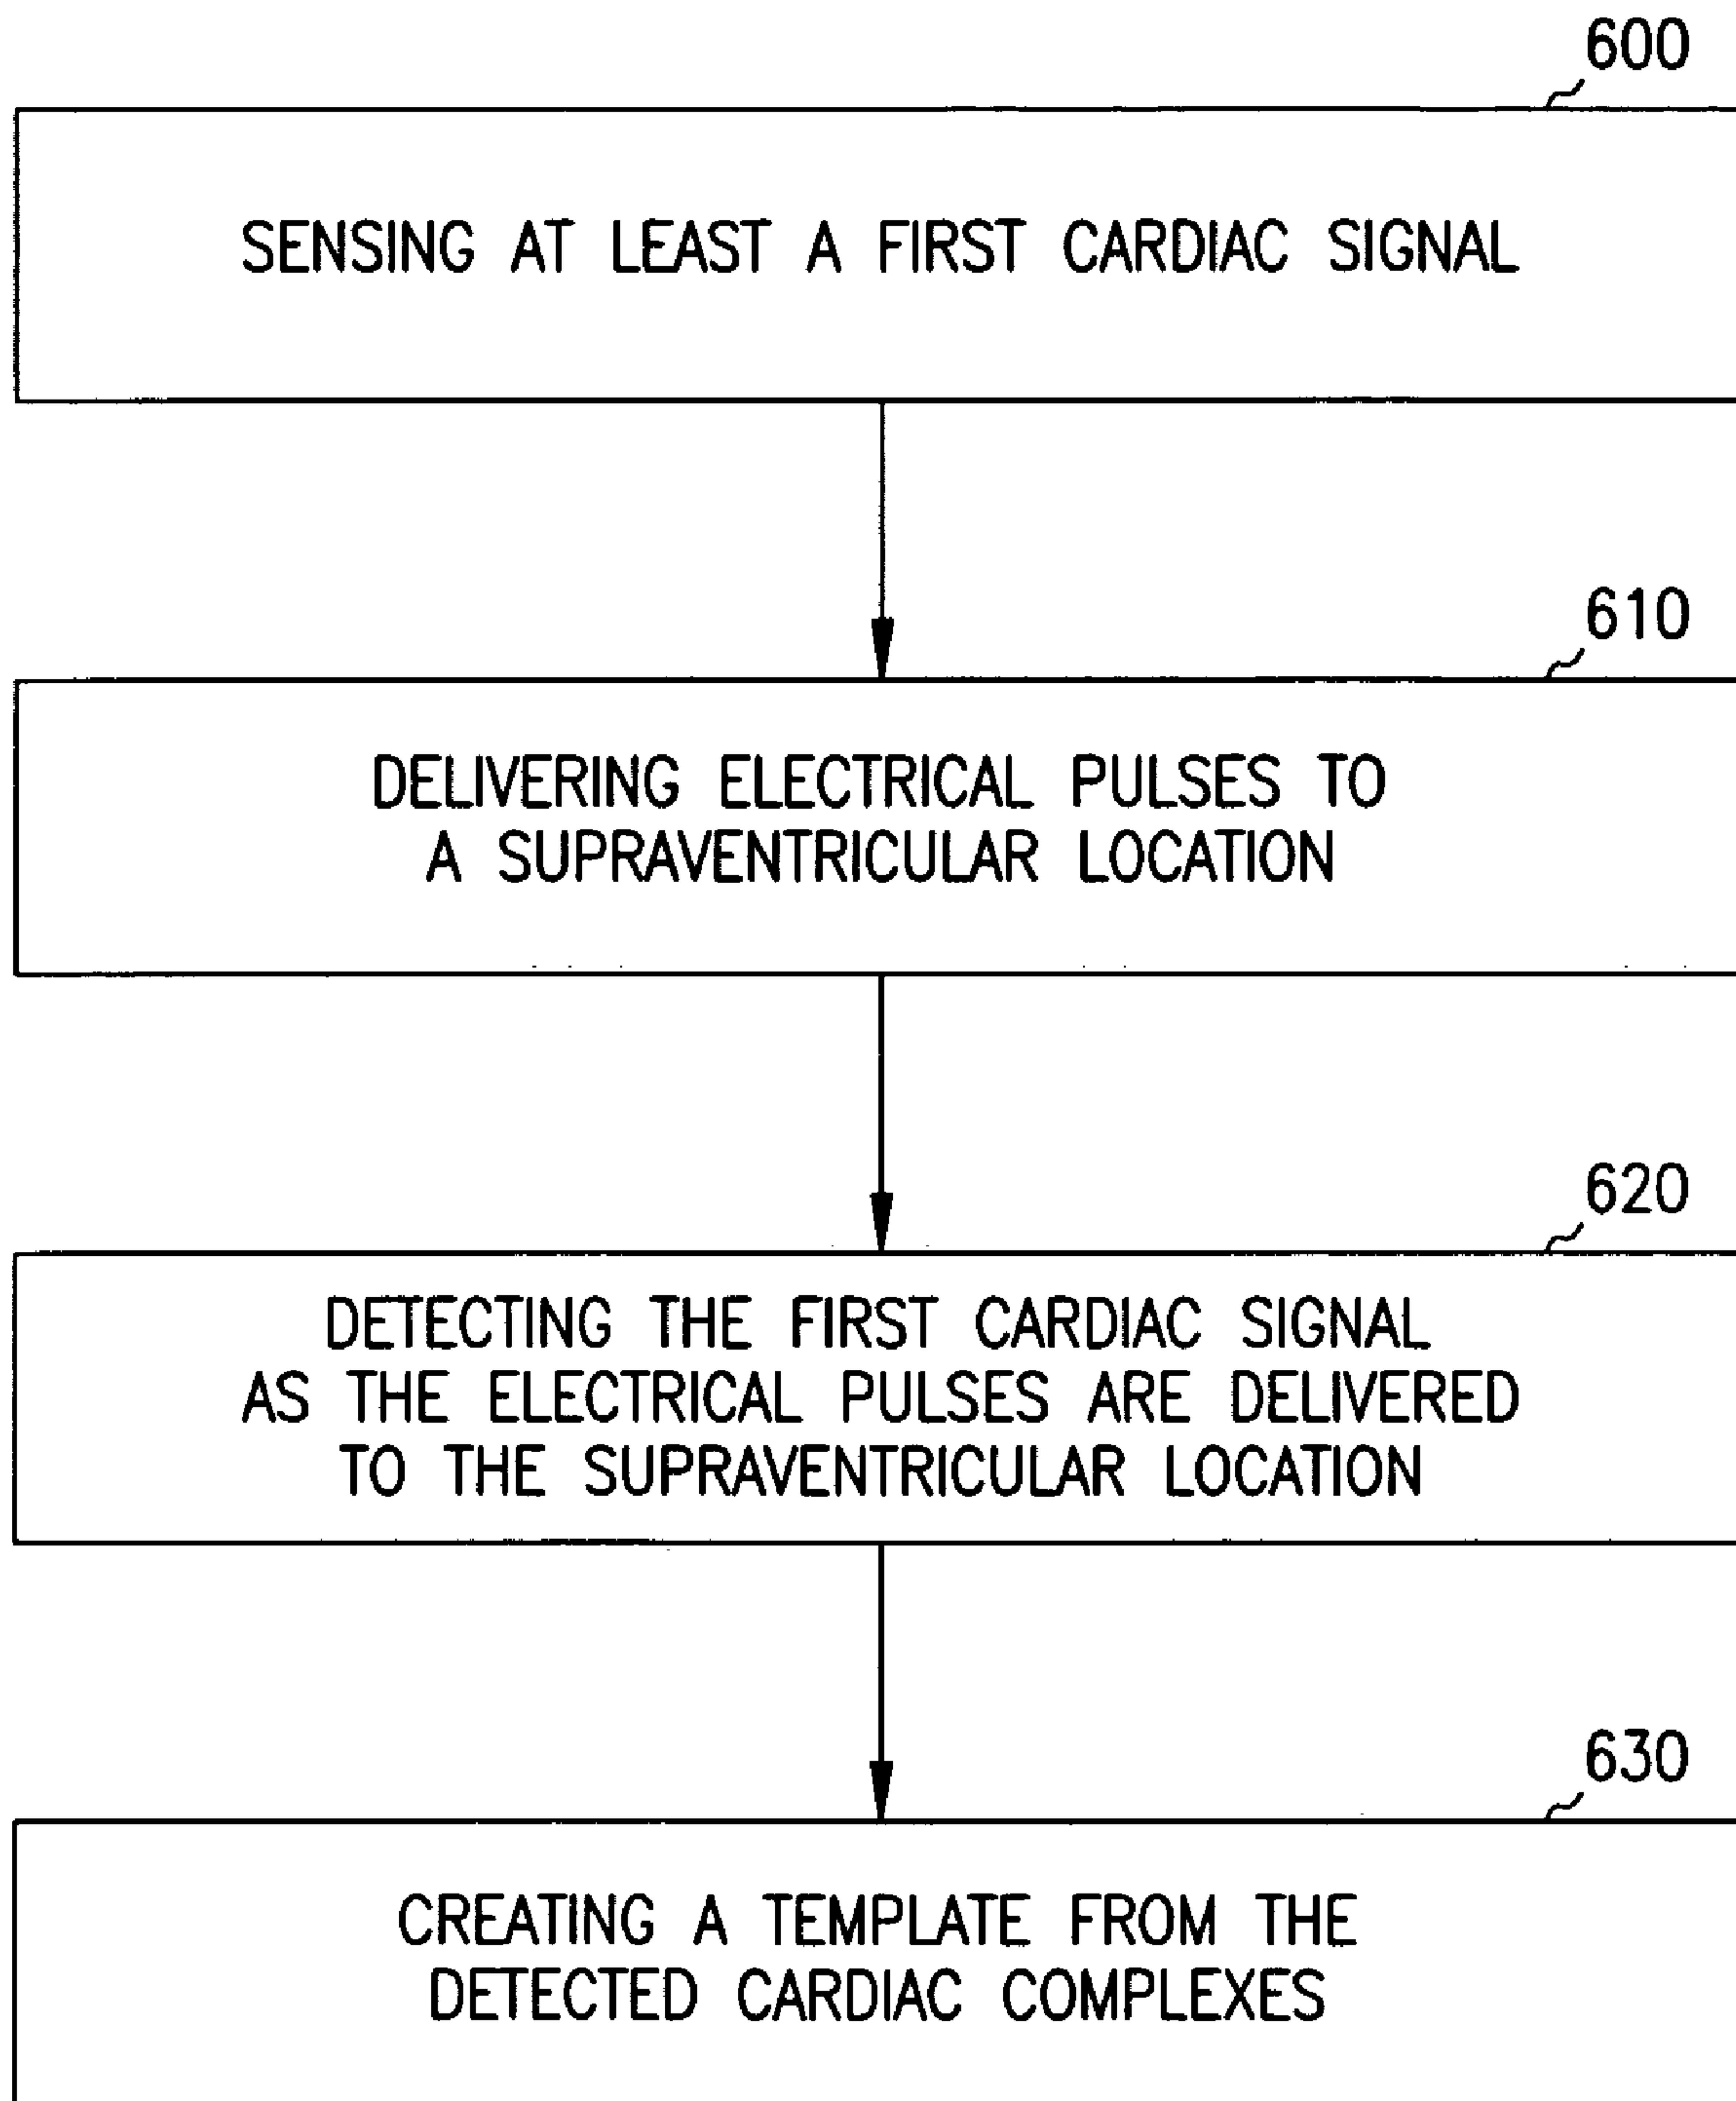 600
SENSING AT LEAST A FIRST CARDIAC SIGNAL
610
DELIVERING ELECTRICAL PULSES TO
A SUPRAVENTRICULAR LOCATION
620
DETECTING THE FIRST CARDIAC SIGNAL
AS THE ELECTRICAL PULSES ARE DELIVERED
TO THE SUPRAVENTRICULAR LOCATION
630
CREATING A TEMPLATE FROM THE
DETECTED CARDIAC COMPLEXES